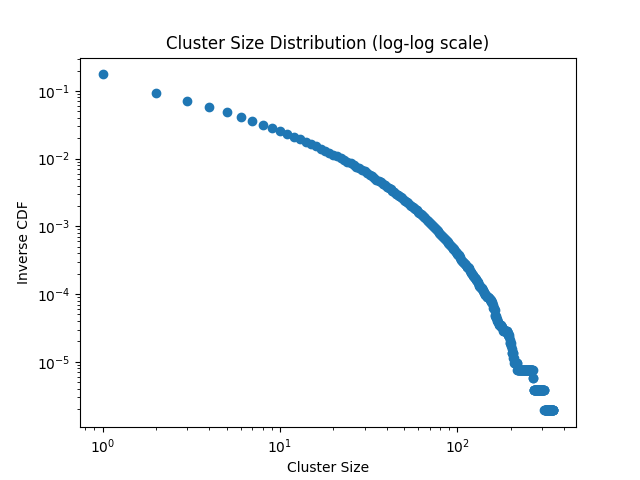 Cluster Size Distribution (log-log scale)
Inverse CDF
10⁻¹
10⁻²
10⁻³
10⁻⁴
10⁻⁵
10⁰ 10¹ 10²
Cluster Size